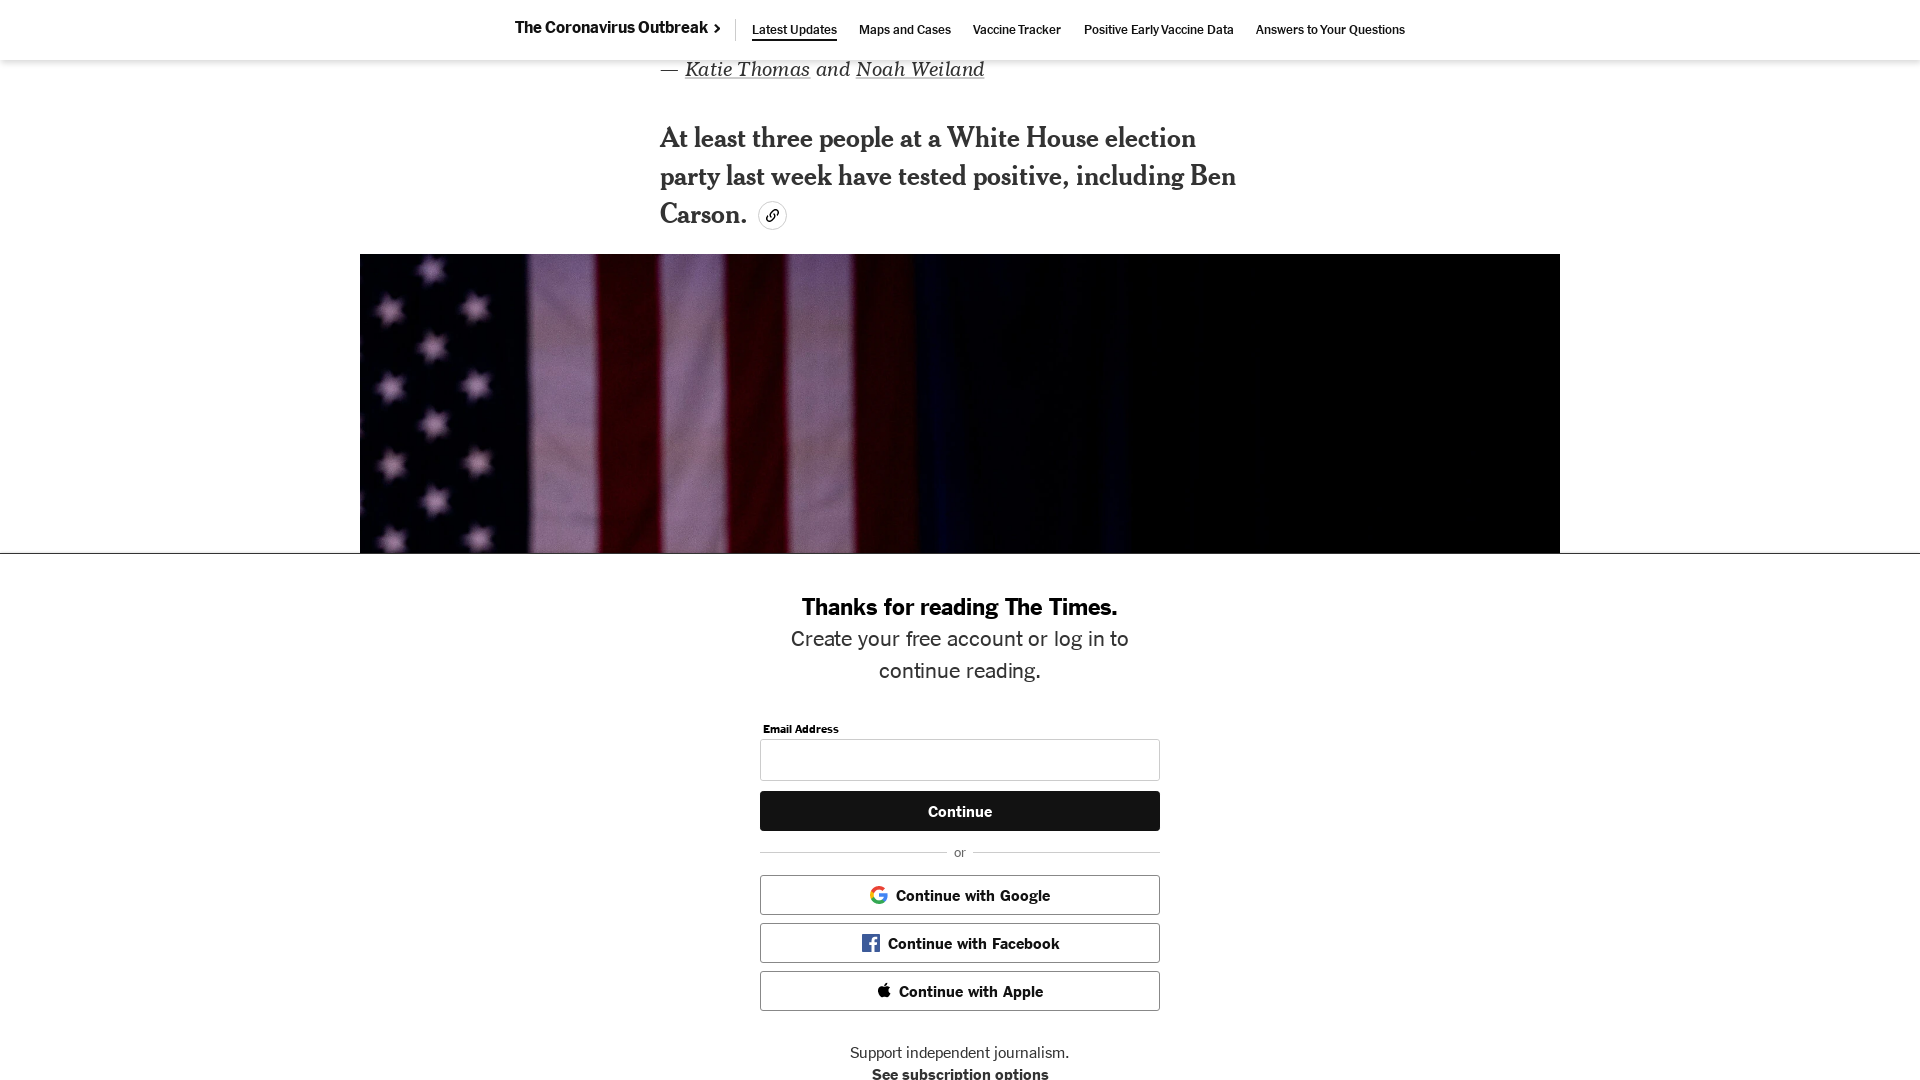 The Coronavirus Outbreak
Latest Updates
Maps and Cases
Vaccine Tracker
Positive Early Vaccine Data
Answers to Your Questions
— Katie Thomas and Noah Weiland
At least three people at a White House election
party last week have tested positive, including Ben
Carson.
Thanks for reading The Times.
Create your free account or log in to
continue reading.
Email Address
Continue
or
Continue with Google
Continue with Facebook
Continue with Apple
Support independent journalism.
See subscription options